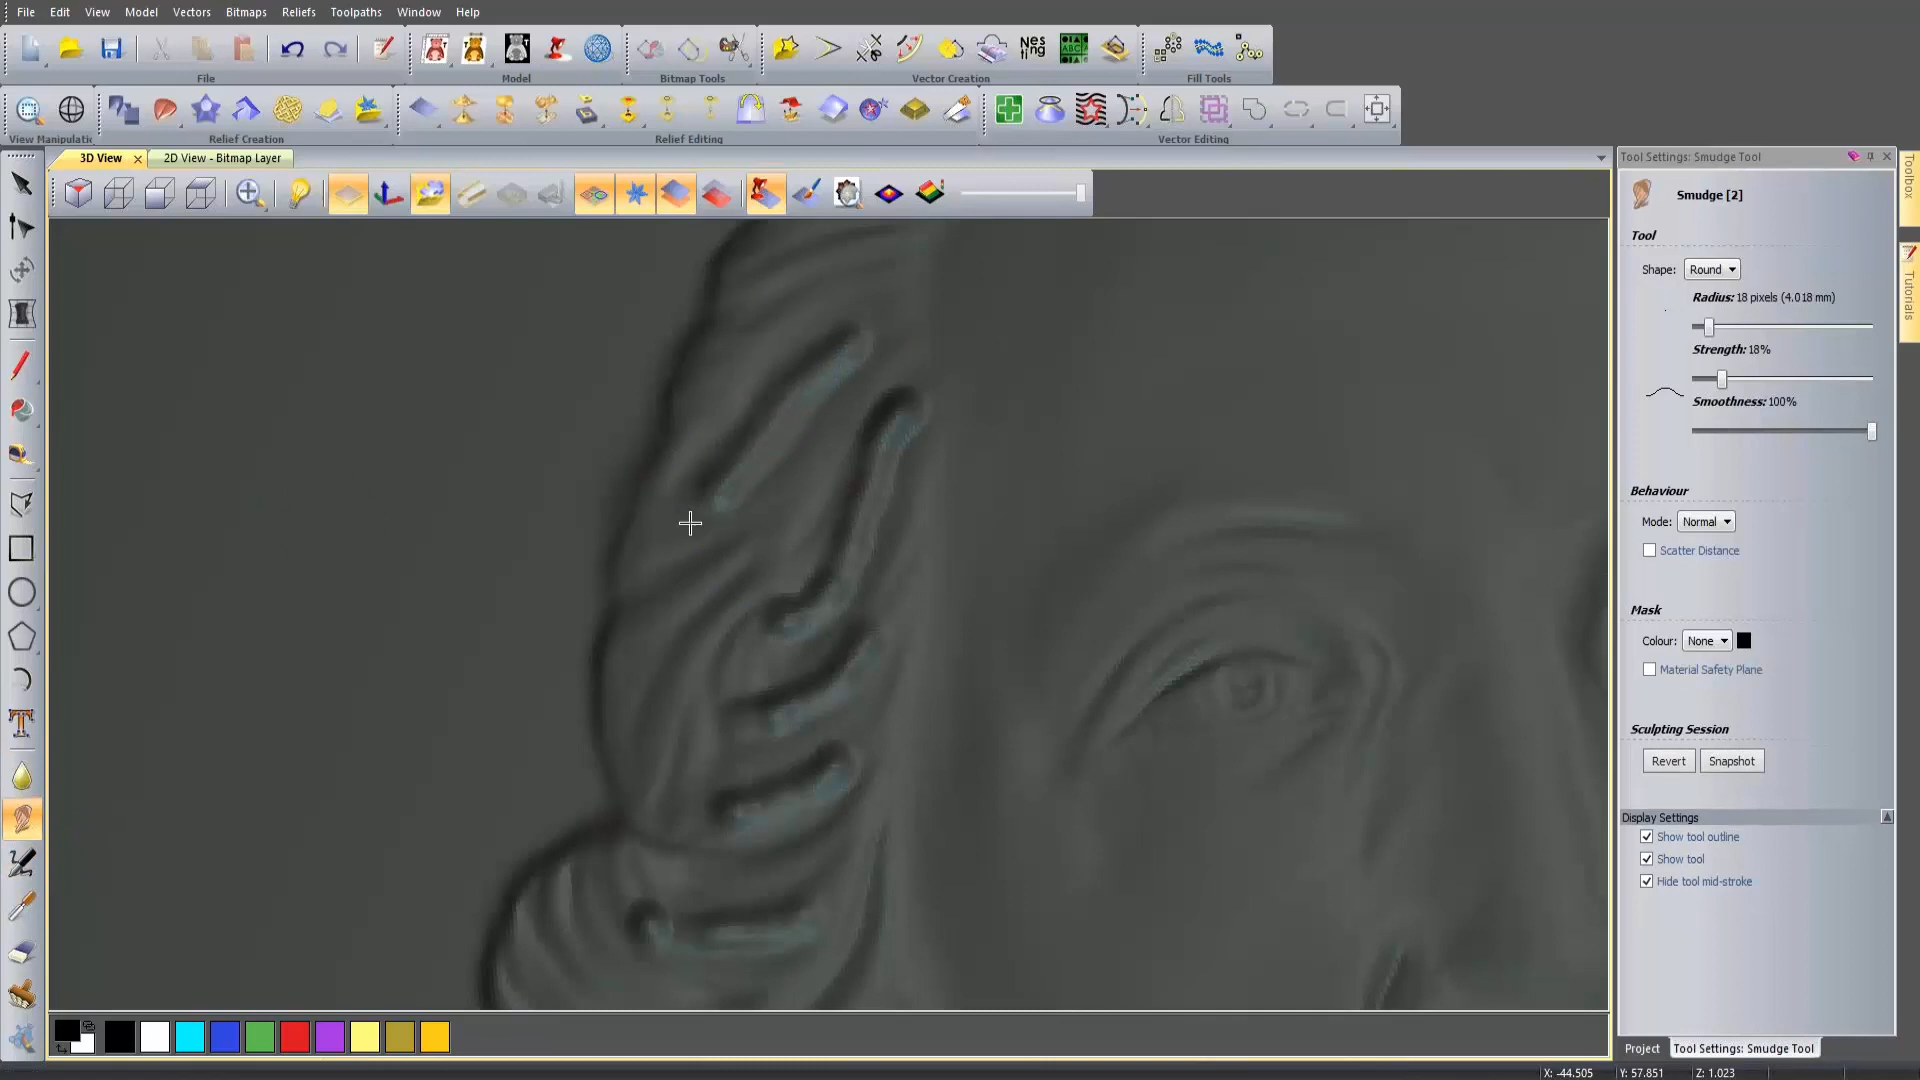 File Edit View Model Vectors Bitmaps Reliefs Toolpaths Window Help
Nes
ting
ABC
File Model Bitmap Tools Vector Creation Fill Tools
View Manipulatic Relief Creation Relief Editing Vector Editing
3D View
2D View - Bitmap Layer
Tool Settings: Smudge Tool
Smudge [2]
Tool
Shape: Round
Radius: 18 pixels (4.018 mm)
Strength: 18%
Smoothness: 100%
Behaviour
Mode: Normal
Scatter Distance
Mask
Colour: None
Material Safety Plane
Sculpting Session
Revert Snapshot
Display Settings
Show tool outline
Show tool
Hide tool mid-stroke
Project Tool Settings: Smudge Tool
Toolbox
Tutorials
X: -44.505 Y: 57.851 Z: 1.023